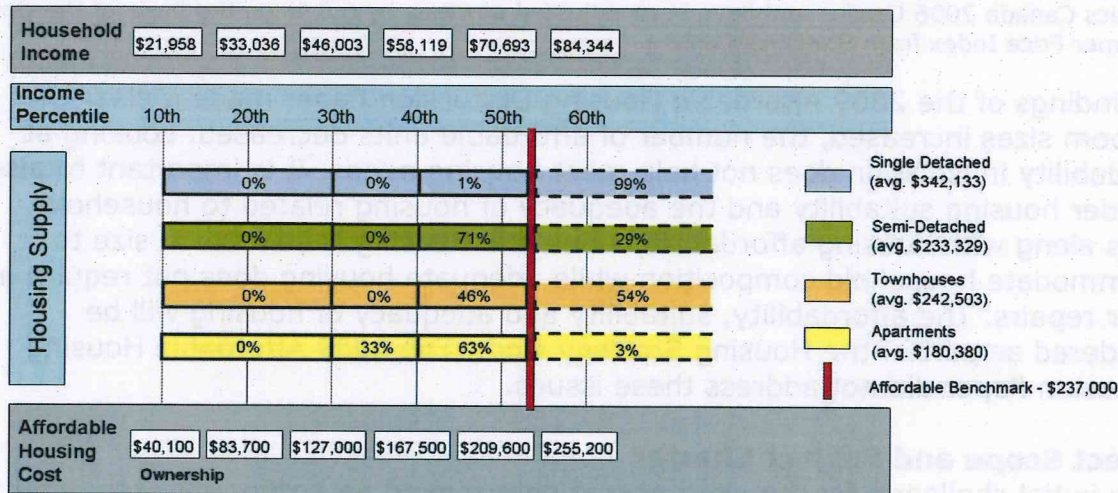 Household Income
$21,958 $33,036 $46,003 $58,119 $70,693 $84,344
Income Percentile
10th 20th 30th 40th 50th 60th
Housing Supply
0% 0% 1% 99%
Single Detached
(avg. $342,133)
0% 0% 71% 29%
Semi-Detached
(avg. $233,329)
0% 0% 46% 54%
Townhouses
(avg. $242,503)
0% 33% 63% 3%
Apartments
(avg. $180,380)
Affordable Benchmark - $237,000
Affordable Housing Cost
$40,100 $83,700 $127,000 $167,500 $209,600 $255,200
Ownership